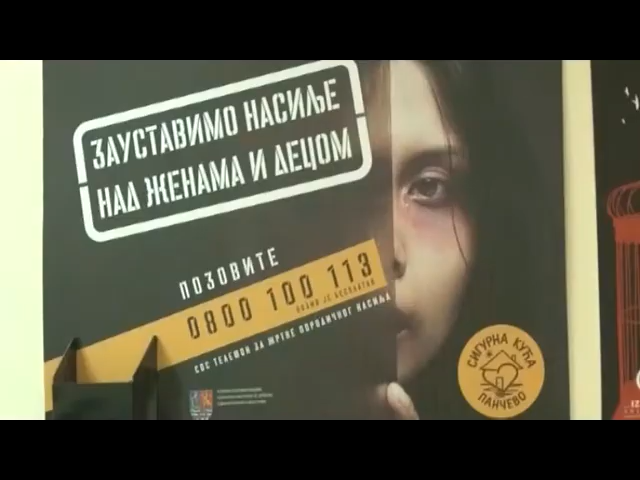 ЗАУСТАВИМО НАСИЉЕ
НАД ЖЕНАМА И ДЕЦОМ
ПОЗОВИТЕ
0800 100 113
ПОЗИВ ЈЕ БЕСПЛАТАН
СОС ТЕЛЕФОН ЗА ЖРТВЕ ПОРОДИЧНОГ НАСИЉА
СИГУРНА КУЋА
ПАНЧЕВО